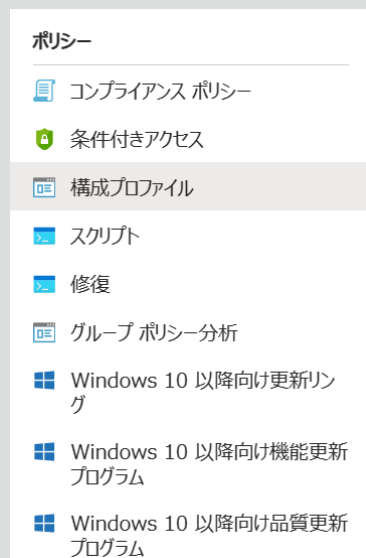 ポリシー
コンプライアンス ポリシー
条件付きアクセス
構成プロファイル
スクリプト
修復
グループ ポリシー分析
Windows 10 以降向け更新リン
グ
Windows 10 以降向け機能更新
プログラム
Windows 10 以降向け品質更新
プログラム